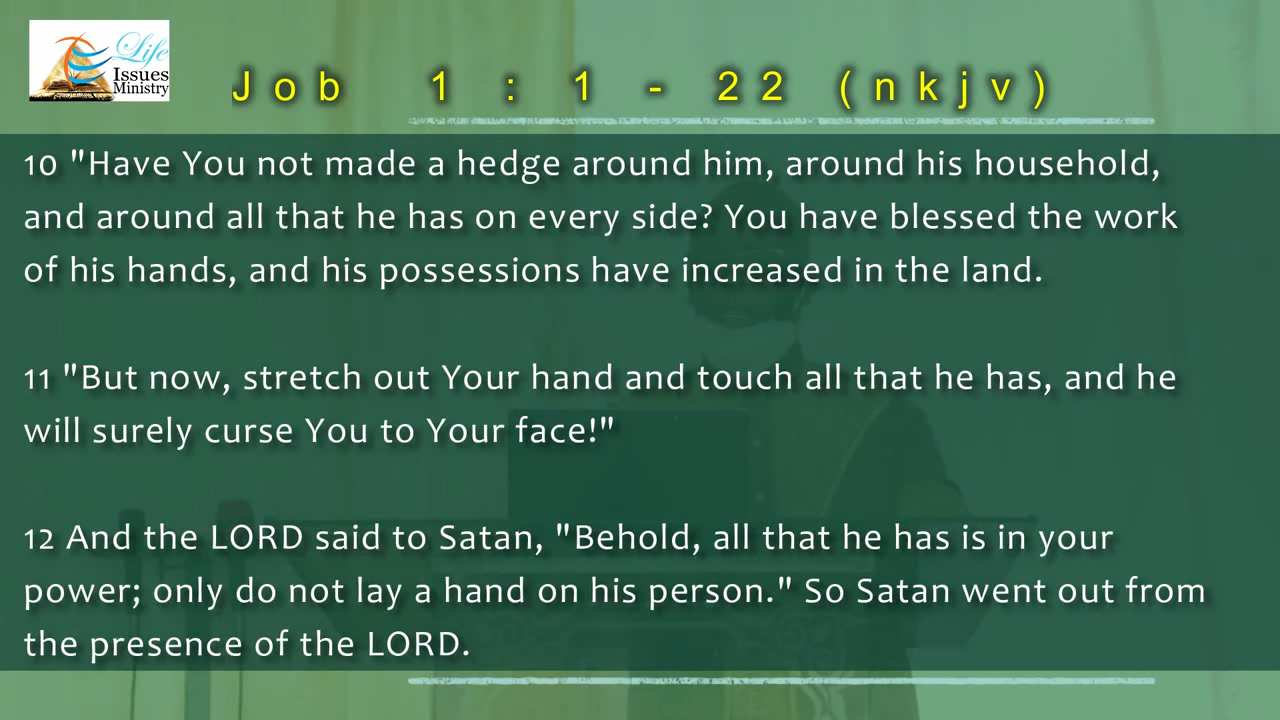 Life
Issues
Ministry
Job 1 : 1 - 22 (nkjv)
10 "Have You not made a hedge around him, around his household,
and around all that he has on every side? You have blessed the work
of his hands, and his possessions have increased in the land.
11 "But now, stretch out Your hand and touch all that he has, and he
will surely curse You to Your face!"
12 And the LORD said to Satan, "Behold, all that he has is in your
power; only do not lay a hand on his person." So Satan went out from
the presence of the LORD.